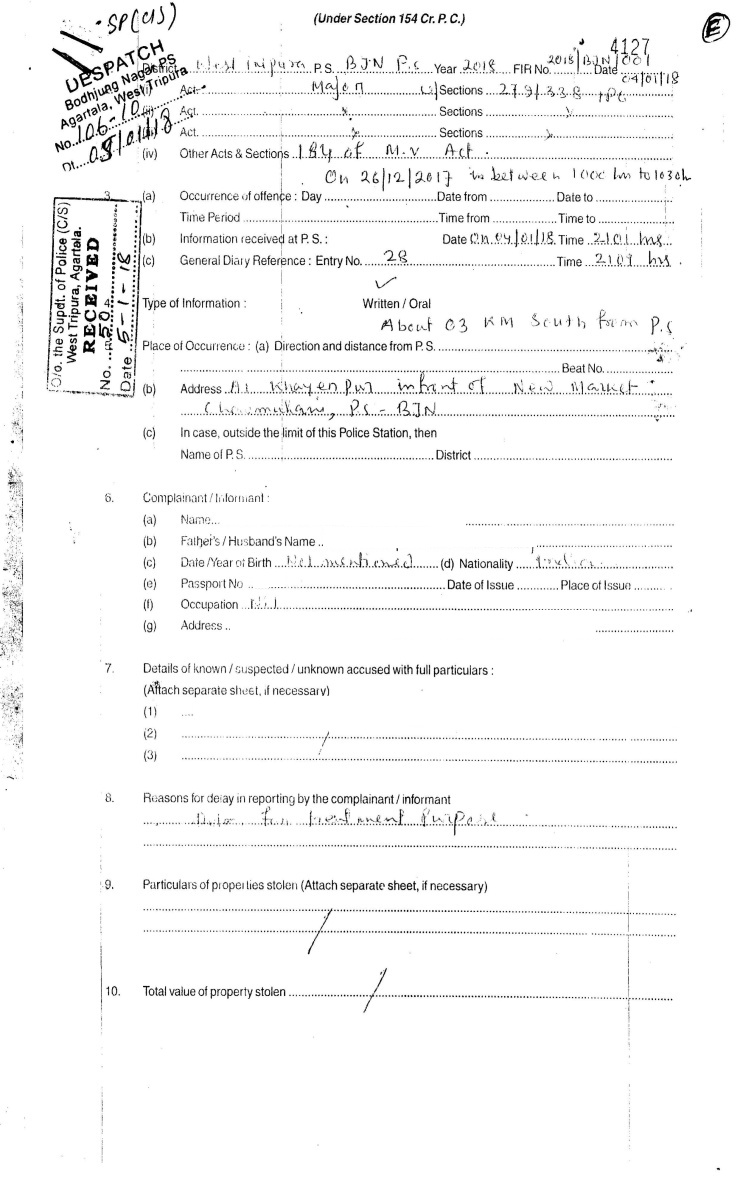 SP(C/S)
(Under Section 154 Cr. P. C.)
E
4127
DESPATCH
Bodhjung Nagar PS
Agartala, West Tripura
No. 106-10
Dt. 05/01/18
District West Tripura P.S. BJN P.S Year 2018 FIR No. 2018/BJN/001 Date 04/01/18
Act. Major Sections 279/338 IPC
(ii) Act. x Sections x
(iii) Act. x Sections x
(iv) Other Acts & Sections 184 of M.V Act.
On 26/12/2017 in between 1000 hrs to 1030h
3. (a) Occurrence of offence : Day Date from Date to
Time Period Time from Time to
(b) Information received at P. S. : Date On 04/01/18 Time 2101 hrs
(c) General Diary Reference : Entry No. 28 Time 2109 hrs.
O/o. the Supdt. of Police (C/S)
West Tripura, Agartala.
RECEIVED
No. 50
Date 5-1-18
4. Type of Information : Written / Oral
About 03 KM South from P.S
Place of Occurrence : (a) Direction and distance from P. S.
Beat No.
(b) Address At Khayenpur infront of New Market
Chowmuhani, P.S - BJN
(c) In case, outside the limit of this Police Station, then
Name of P. S. District
6. Complainant / Informant :
(a) Name...
(b) Father's / Husband's Name ..
(c) Date /Year of Birth Not mentioned (d) Nationality Indian
(e) Passport No Date of Issue Place of Issue
(f) Occupation Nil
(g) Address ..
7. Details of known / suspected / unknown accused with full particulars :
(Attach separate sheet, if necessary)
(1)
(2)
(3)
8. Reasons for delay in reporting by the complainant / informant
for treatment Purpose
9. Particulars of properties stolen (Attach separate sheet, if necessary)
10. Total value of property stolen